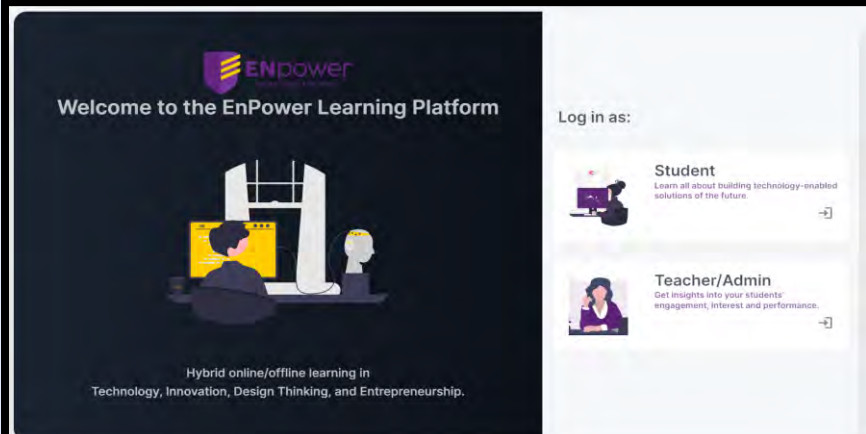 ENPOWER
Welcome to the EnPower Learning Platform
Hybrid online/offline learning in
Technology, Innovation, Design Thinking, and Entrepreneurship.
Log in as:
Student
Learn all about building technology-enabled
solutions of the future.
Teacher/Admin
Get insights into your students'
engagement, interest and performance.